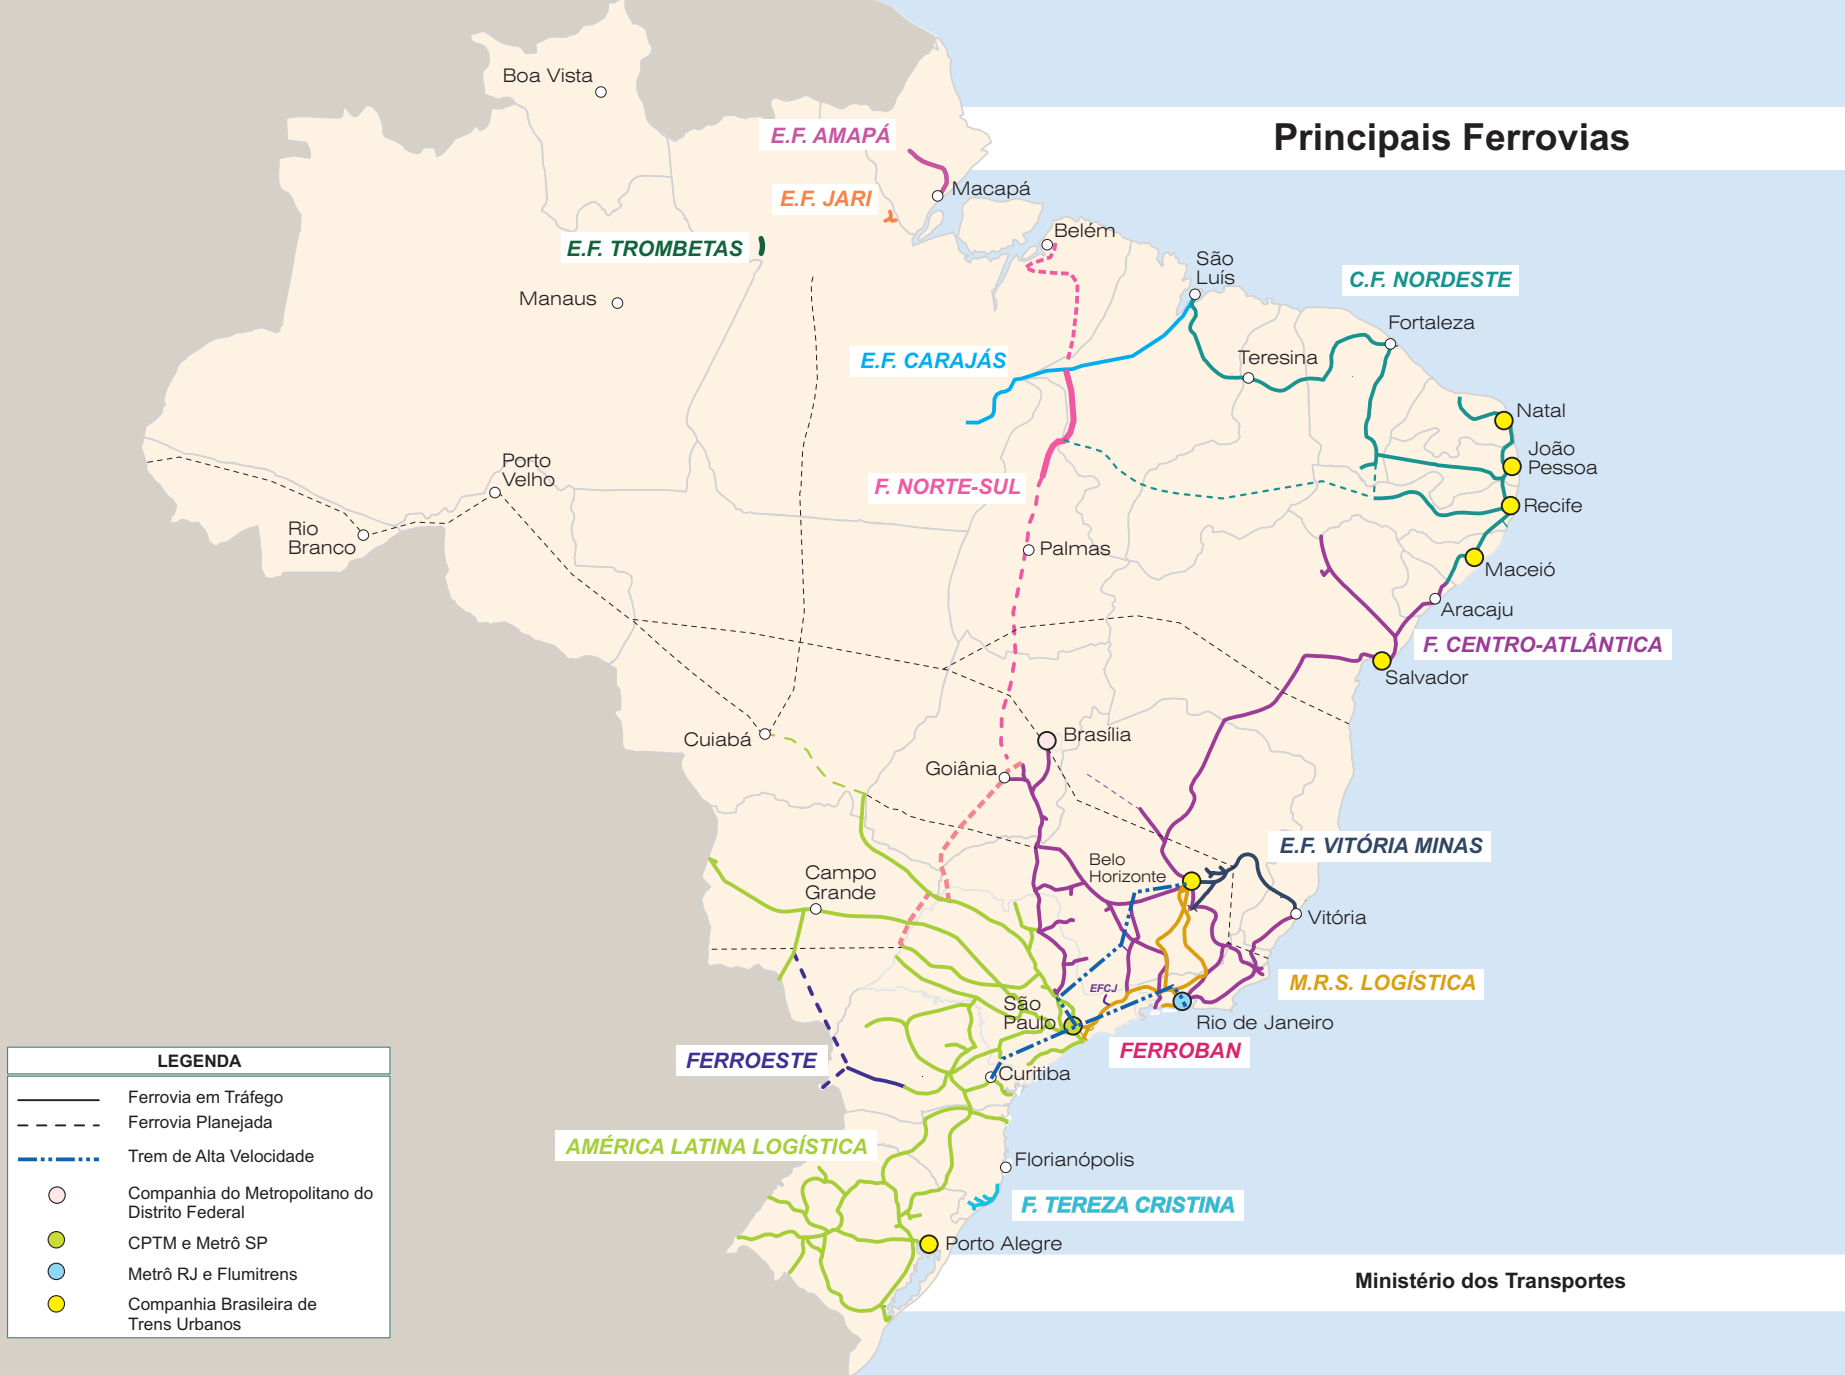 Principais Ferrovias
Boa Vista
E.F. AMAPÁ
E.F. JARI
Macapá
E.F. TROMBETAS
Belém
Manaus
São
Luís
C.F. NORDESTE
Fortaleza
E.F. CARAJÁS
Teresina
Natal
João
Pessoa
Porto
Velho
F. NORTE-SUL
Recife
Rio
Branco
Palmas
Maceió
Aracaju
F. CENTRO-ATLÂNTICA
Salvador
Cuiabá
Brasília
Goiânia
E.F. VITÓRIA MINAS
Belo
Horizonte
Campo
Grande
Vitória
M.R.S. LOGÍSTICA
EFCJ
São
Paulo
Rio de Janeiro
FERROBAN
FERROESTE
Curitiba
AMÉRICA LATINA LOGÍSTICA
Florianópolis
F. TEREZA CRISTINA
Porto Alegre
Ministério dos Transportes
LEGENDA
Ferrovia em Tráfego
Ferrovia Planejada
Trem de Alta Velocidade
Companhia do Metropolitano do
Distrito Federal
CPTM e Metrô SP
Metrô RJ e Flumitrens
Companhia Brasileira de
Trens Urbanos